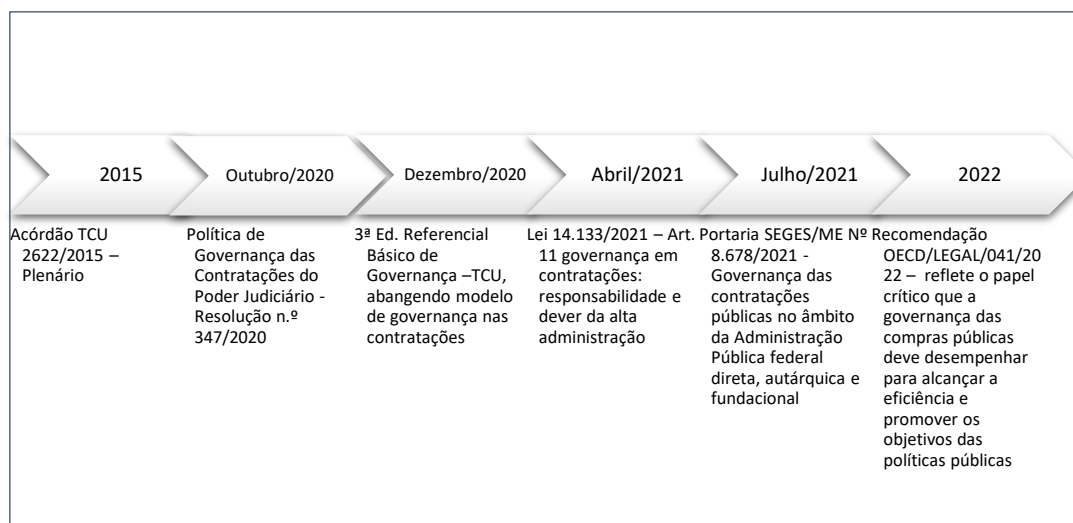 2015
Outubro/2020
Dezembro/2020
Abril/2021
Julho/2021
2022
Acórdão TCU
2622/2015 –
Plenário
Política de
Governança das
Contratações do
Poder Judiciário -
Resolução n.º
347/2020
3ª Ed. Referencial
Básico de
Governança –TCU,
abangendo modelo
de governança nas
contratações
Lei 14.133/2021 – Art.
11 governança em
contratações:
responsabilidade e
dever da alta
administração
Portaria SEGES/ME Nº
8.678/2021 -
Governança das
contratações
públicas no âmbito
da Administração
Pública federal
direta, autárquica e
fundacional
Recomendação
OECD/LEGAL/041/20
22 – reflete o papel
crítico que a
governança das
compras públicas
deve desempenhar
para alcançar a
eficiência e
promover os
objetivos das
políticas públicas